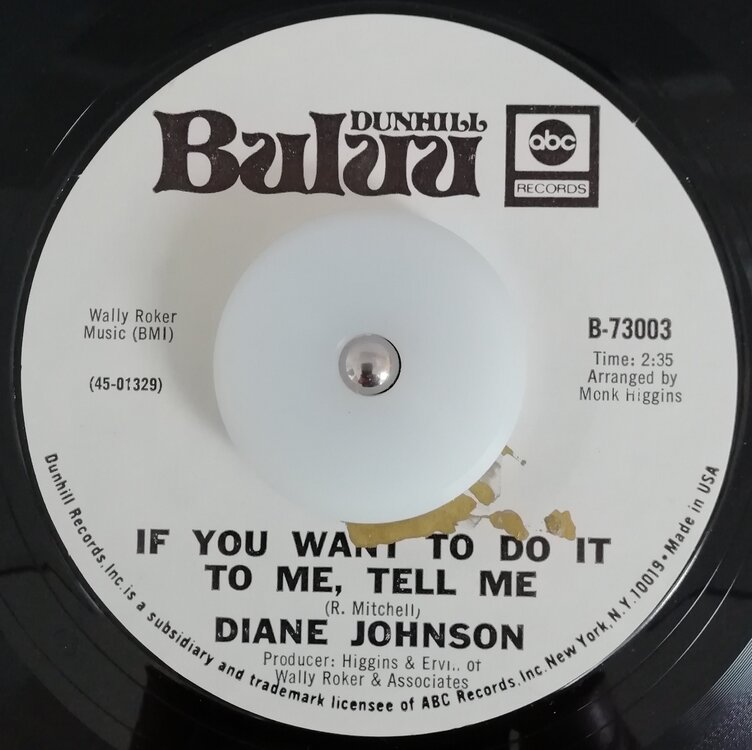 DUNHILL
Buluu
abc
RECORDS
Wally Roker
Music (BMI)
(45-01329)
B-73003
Time: 2:35
Arranged by
Monk Higgins
IF YOU WANT TO DO IT
TO ME, TELL ME
(R. Mitchell)
DIANE JOHNSON
Producer: Higgins & of
Wally Roker & Associates
Dunhill Records, Inc. is a subsidiary and trademark licensee of ABC Records, Inc. New York, N.Y. 10019 • Made in USA